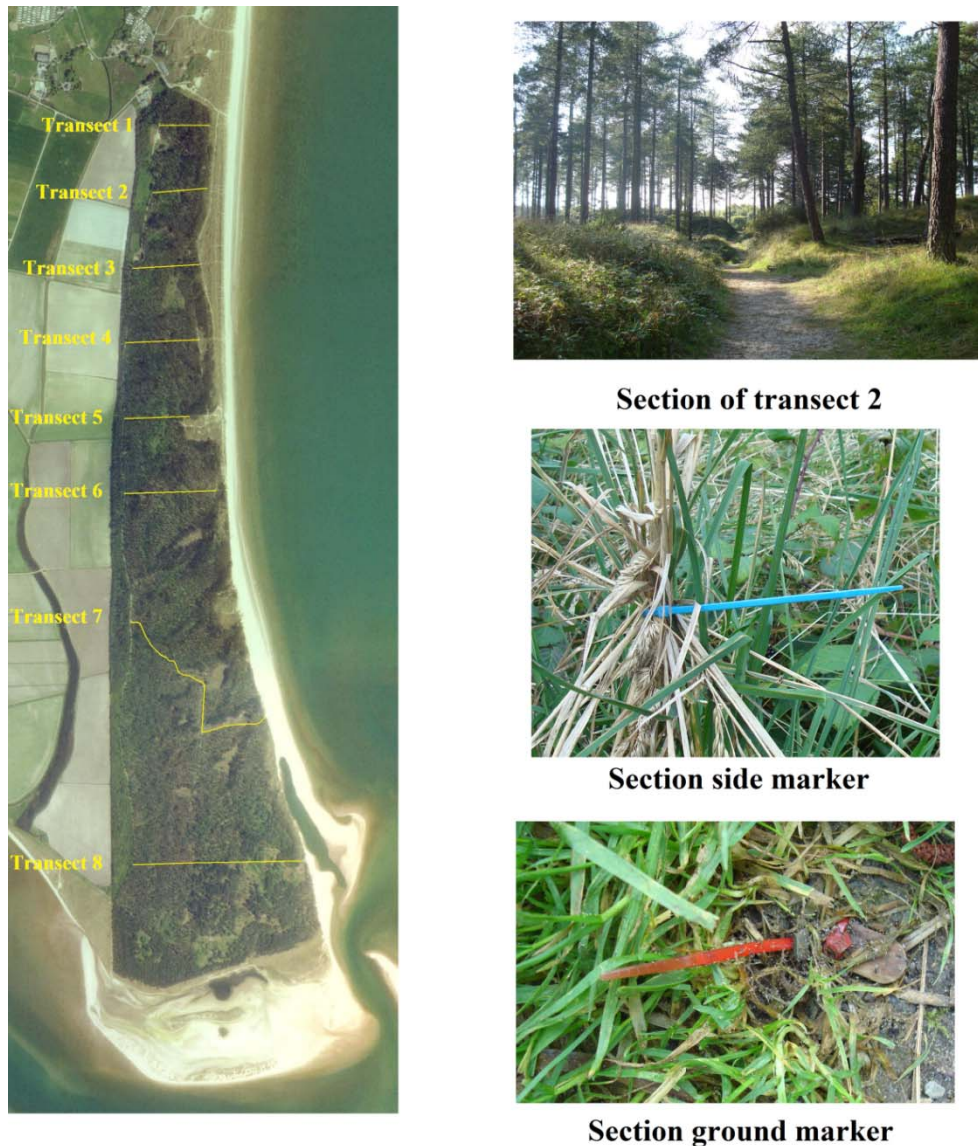 Transect 1
Transect 2
Transect 3
Transect 4
Transect 5
Transect 6
Transect 7
Transect 8
Section of transect 2
Section side marker
Section ground marker